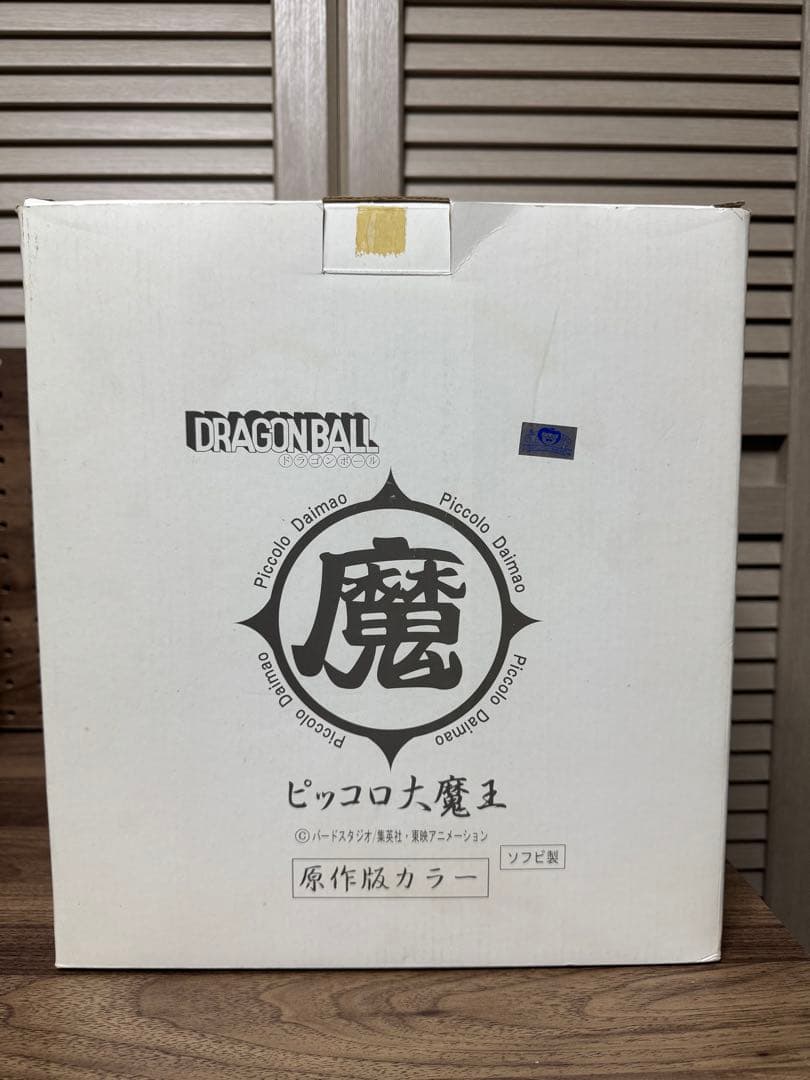 DRAGONBALL
ドラゴンボール
Piccolo Daimao
Piccolo Daimao
魔
Piccolo Daimao
Piccolo Daimao
ピッコロ大魔王
©バードスタジオ/集英社・東映アニメーション
ソフビ製
原作版カラー